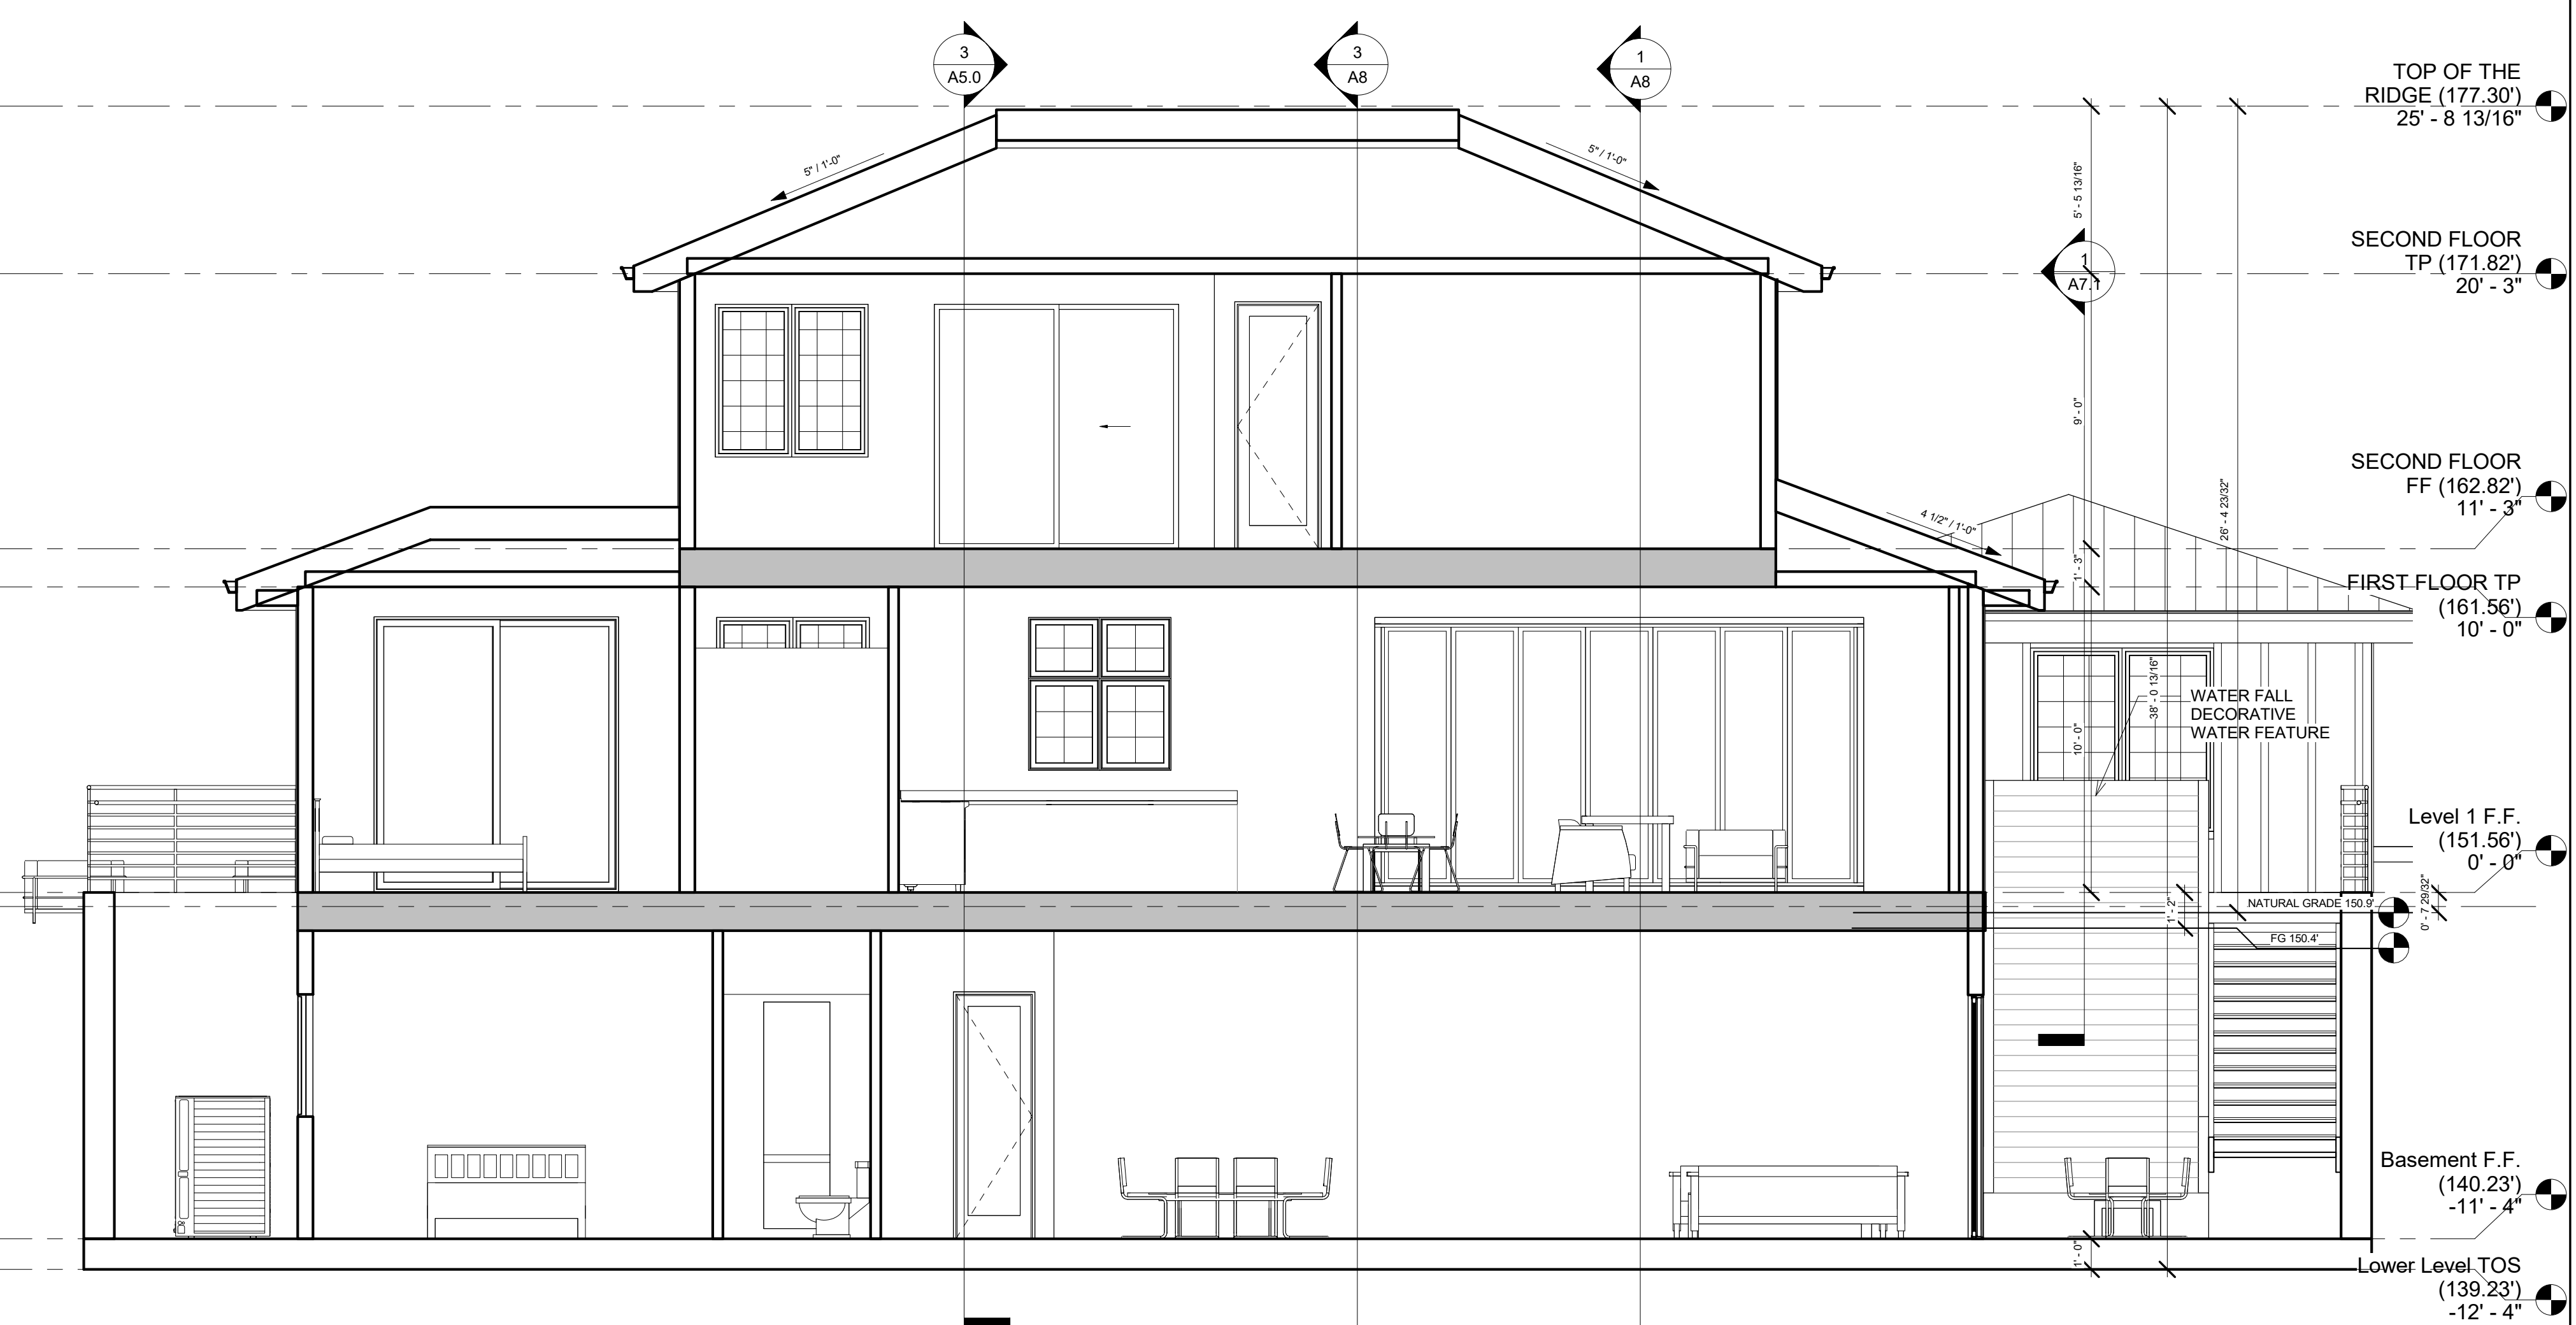 3
A5.0
3
A8
1
A8
TOP OF THE
RIDGE (177.30')
25' - 8 13/16"
5" / 1'-0"
5" / 1'-0"
5' - 5 13/16"
SECOND FLOOR
TP (171.82')
20' - 3"
1
A7.1
9' - 0"
SECOND FLOOR
FF (162.82')
11' - 3"
26' - 4 23/32"
4 1/2" / 1'-0"
1' - 3"
FIRST FLOOR TP
(161.56')
10' - 0"
38' - 0 13/16"
WATER FALL
DECORATIVE
WATER FEATURE
10' - 0"
Level 1 F.F.
(151.56')
0' - 0"
0' - 7 29/32"
1' - 2"
NATURAL GRADE 150.9'
FG 150.4'
Basement F.F.
(140.23')
-11' - 4"
1' - 0"
Lower Level TOS
(139.23')
-12' - 4"